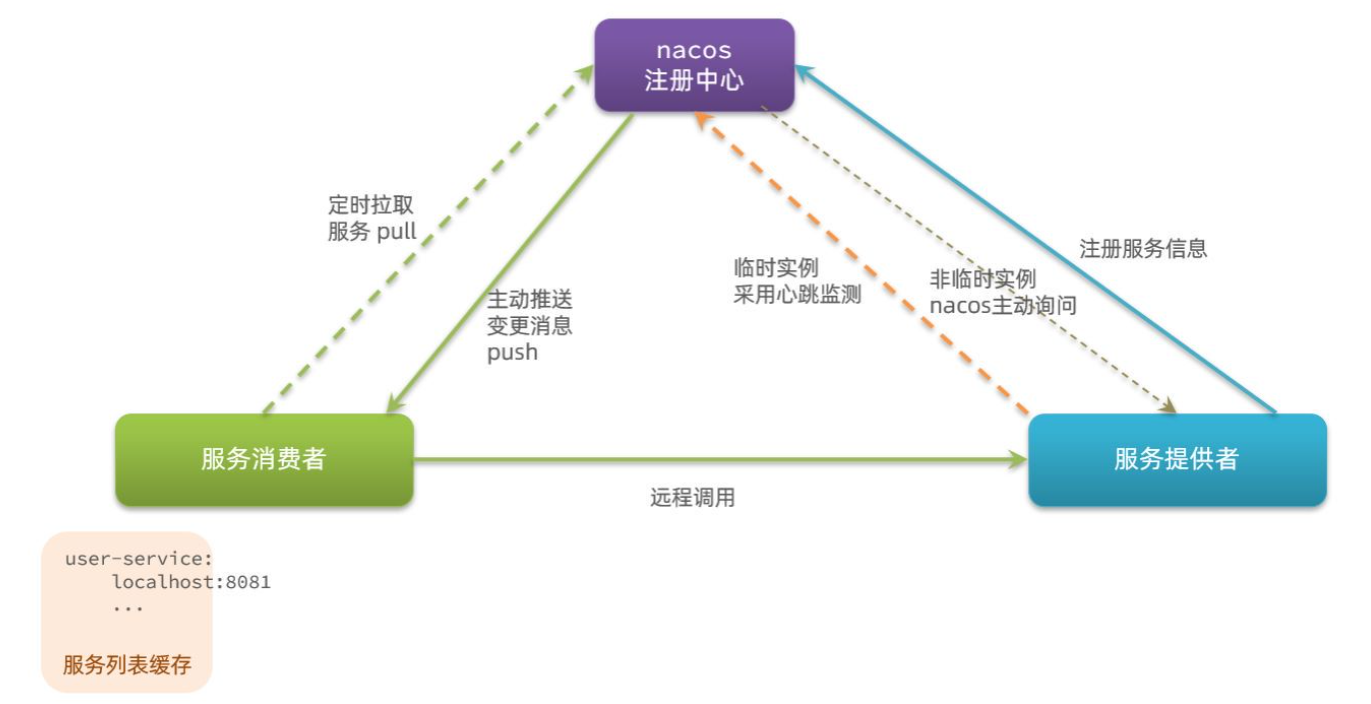 nacos
注册中心
定时拉取
服务 pull
主动推送
变更消息
push
临时实例
采用心跳监测
非临时实例
nacos主动询问
注册服务信息
服务消费者
远程调用
服务提供者
user-service:
localhost:8081
...
服务列表缓存